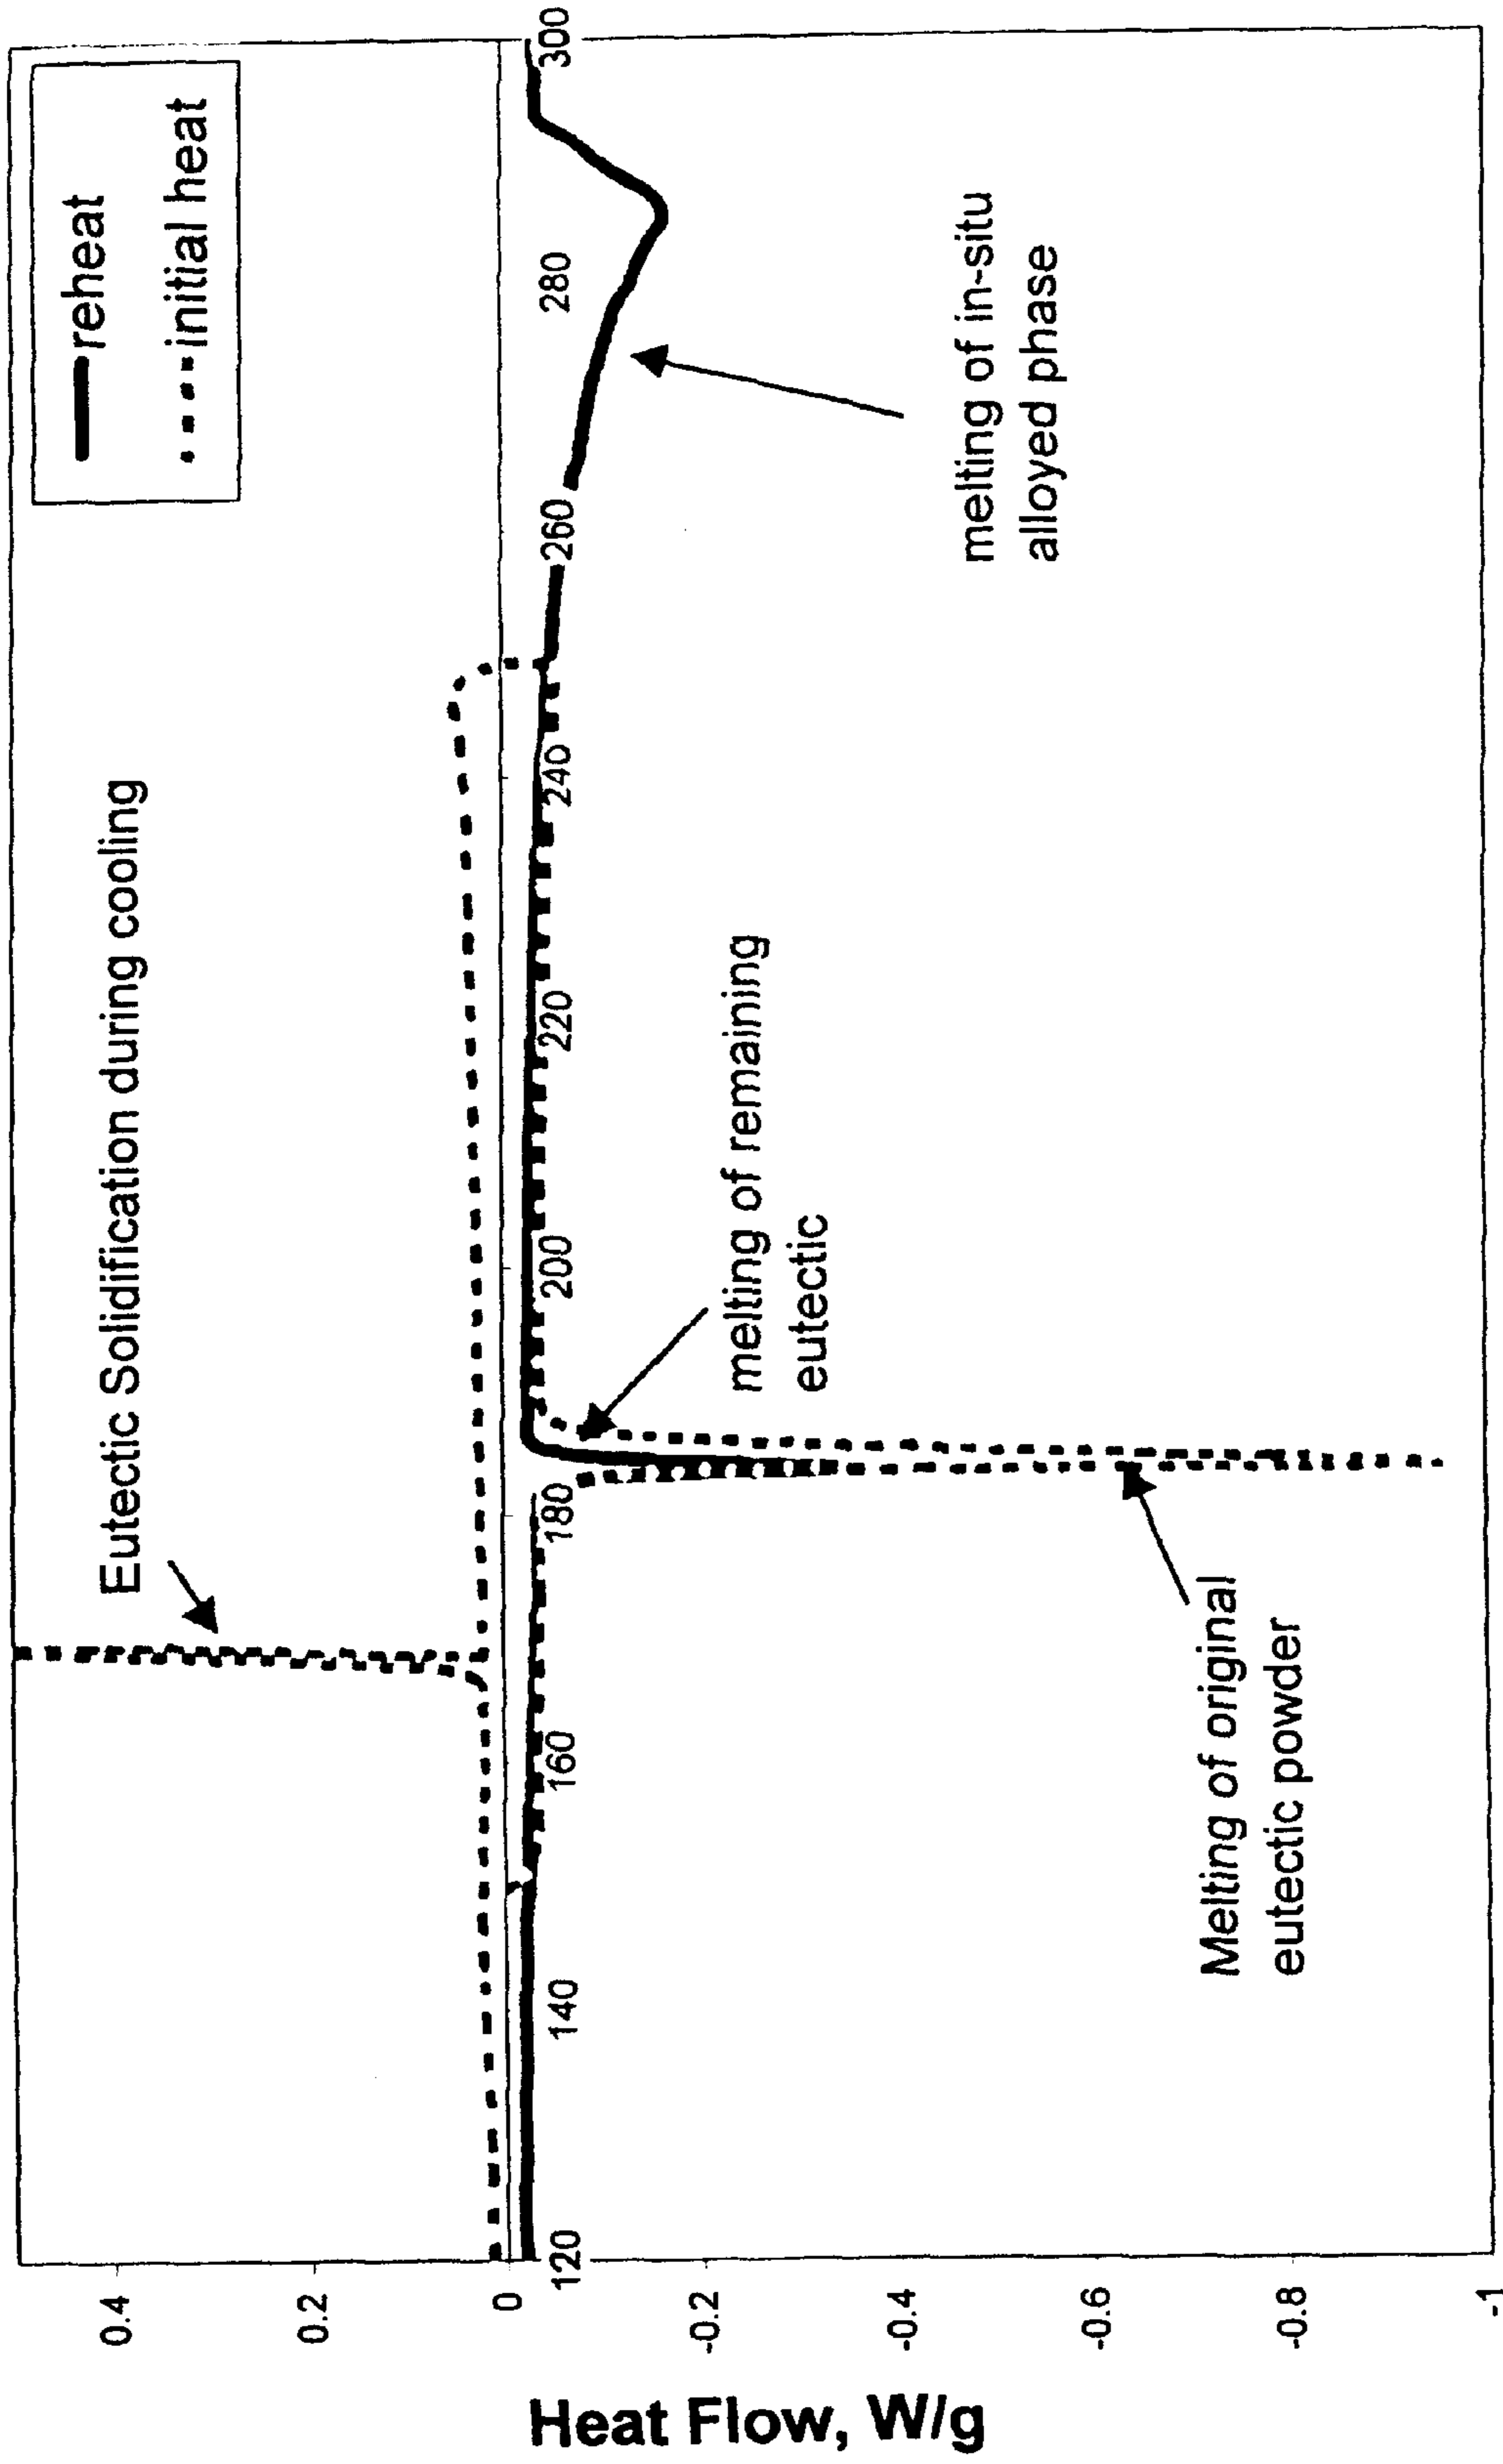 reheat
initial heat
Eutectic Solidification during cooling
0.4
0.2
0
-0.2
-0.4
-0.6
-0.8
-1
Heat Flow, W/g
120
140
160
180
200
220
240
260
280
300
melting of remaining
eutectic
melting of in-situ
alloyed phase
Melting of original
eutectic powder